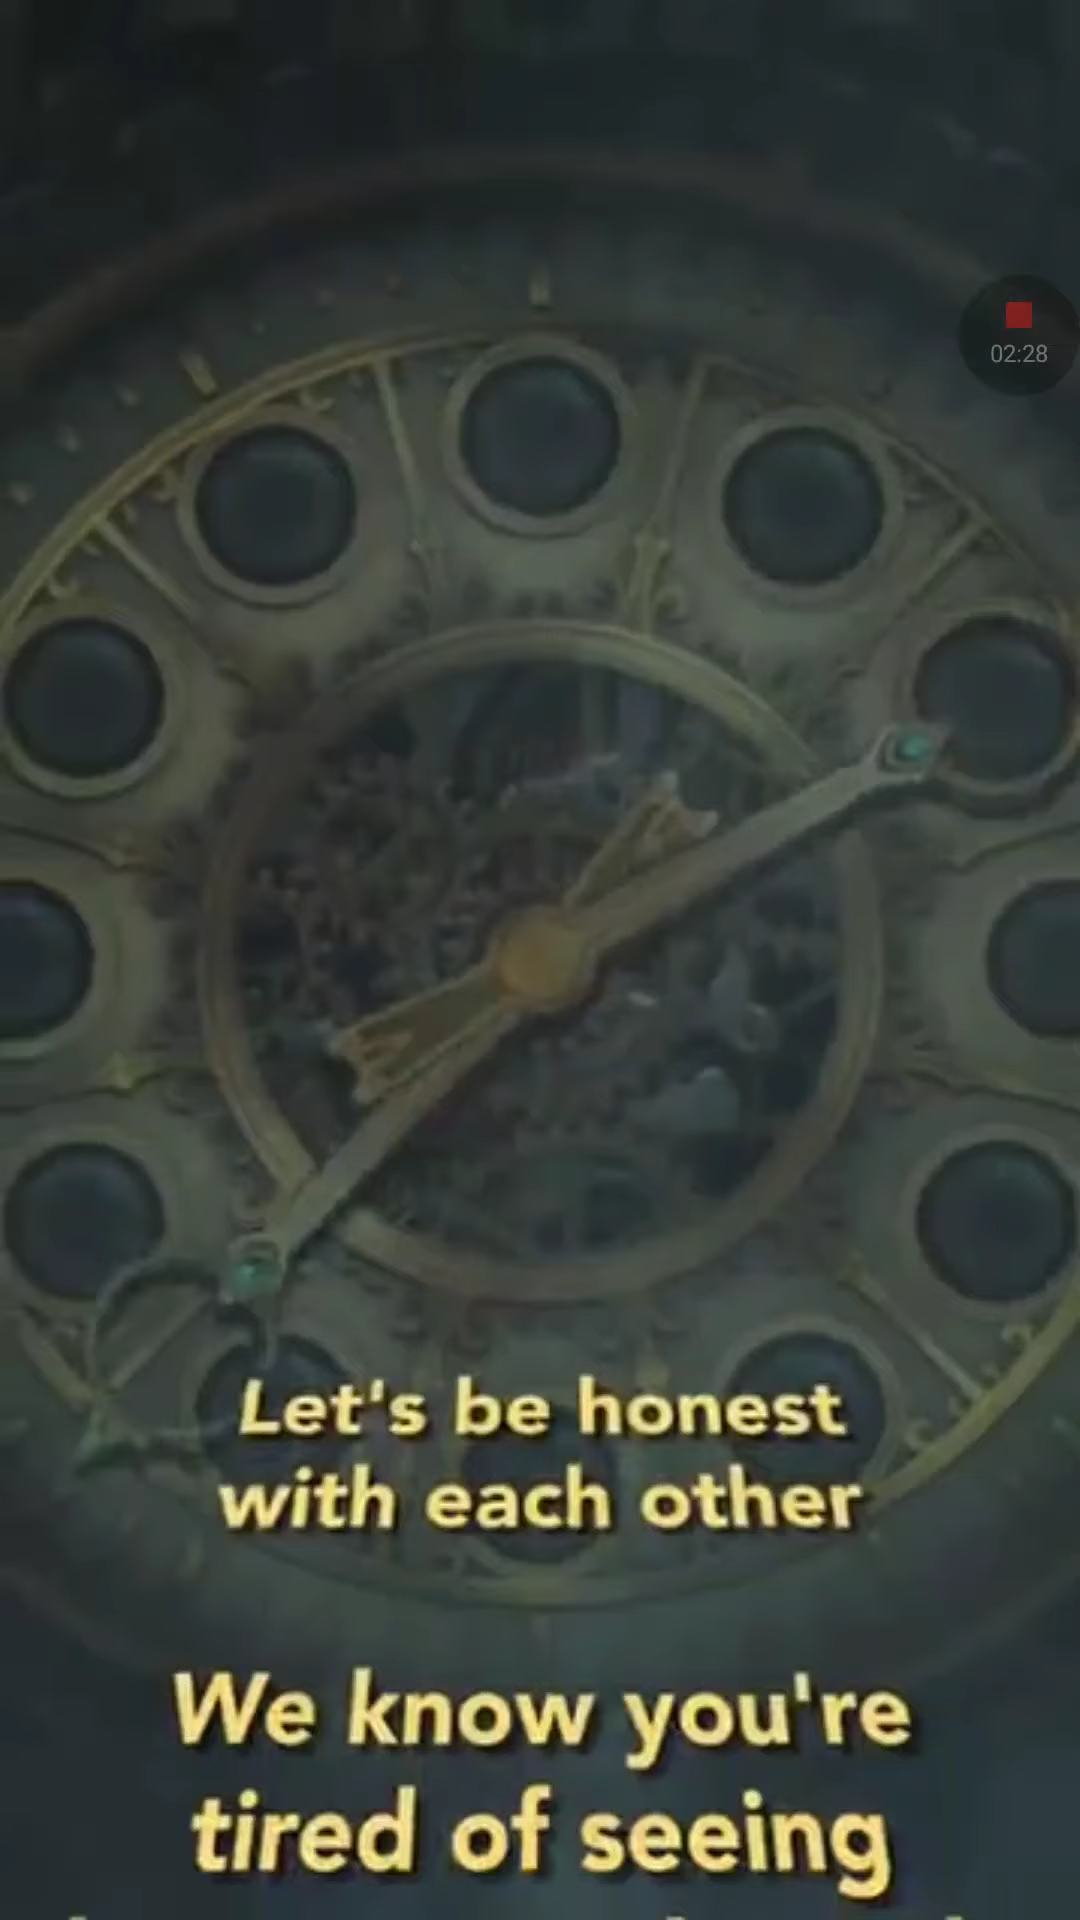 02:28
Let's be honest
with each other
We know you're
tired of seeing